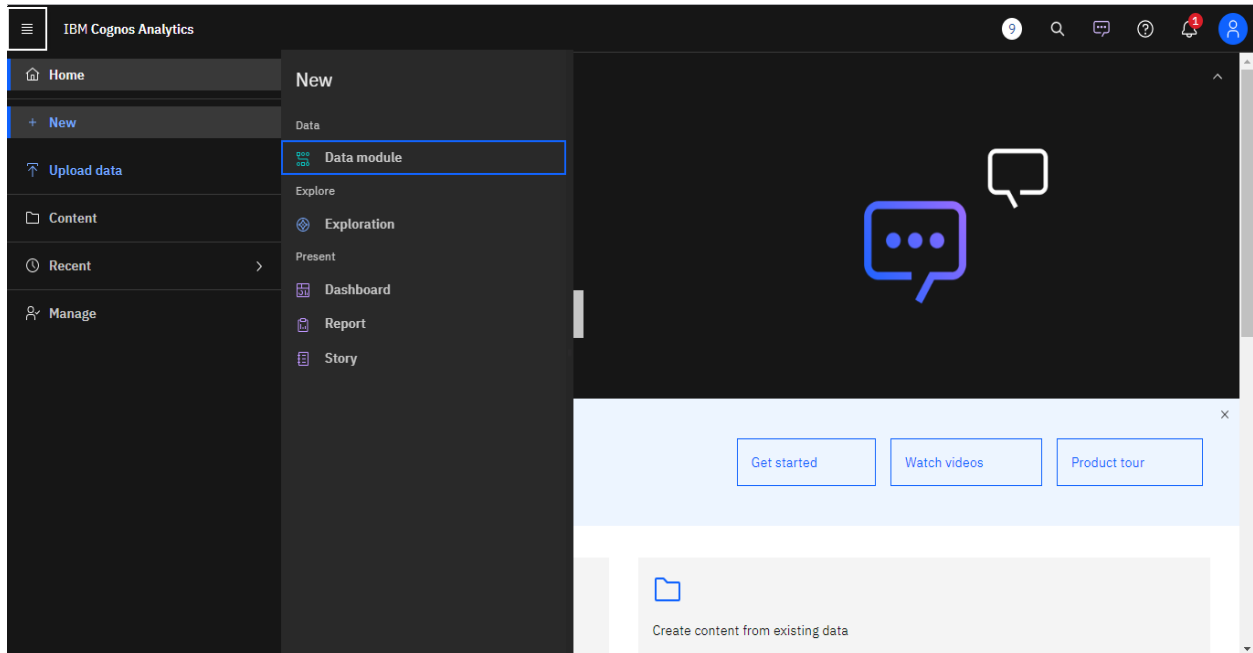 IBM Cognos Analytics
9
1
Home
New
Upload data
Content
Recent
Manage
New
Data
Data module
Explore
Exploration
Present
Dashboard
Report
Story
Get started
Watch videos
Product tour
Create content from existing data